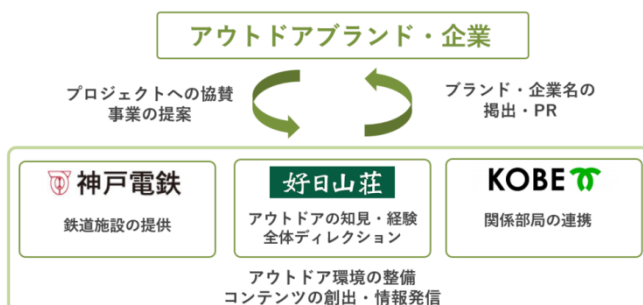 アウトドアブランド・企業
プロジェクトへの協賛
事業の提案
ブランド・企業名の
掲出・PR
神戸電鉄
鉄道施設の提供
好日山荘
アウトドアの知見・経験
全体ディレクション
KOBE
関係部局の連携
アウトドア環境の整備
コンテンツの創出・情報発信